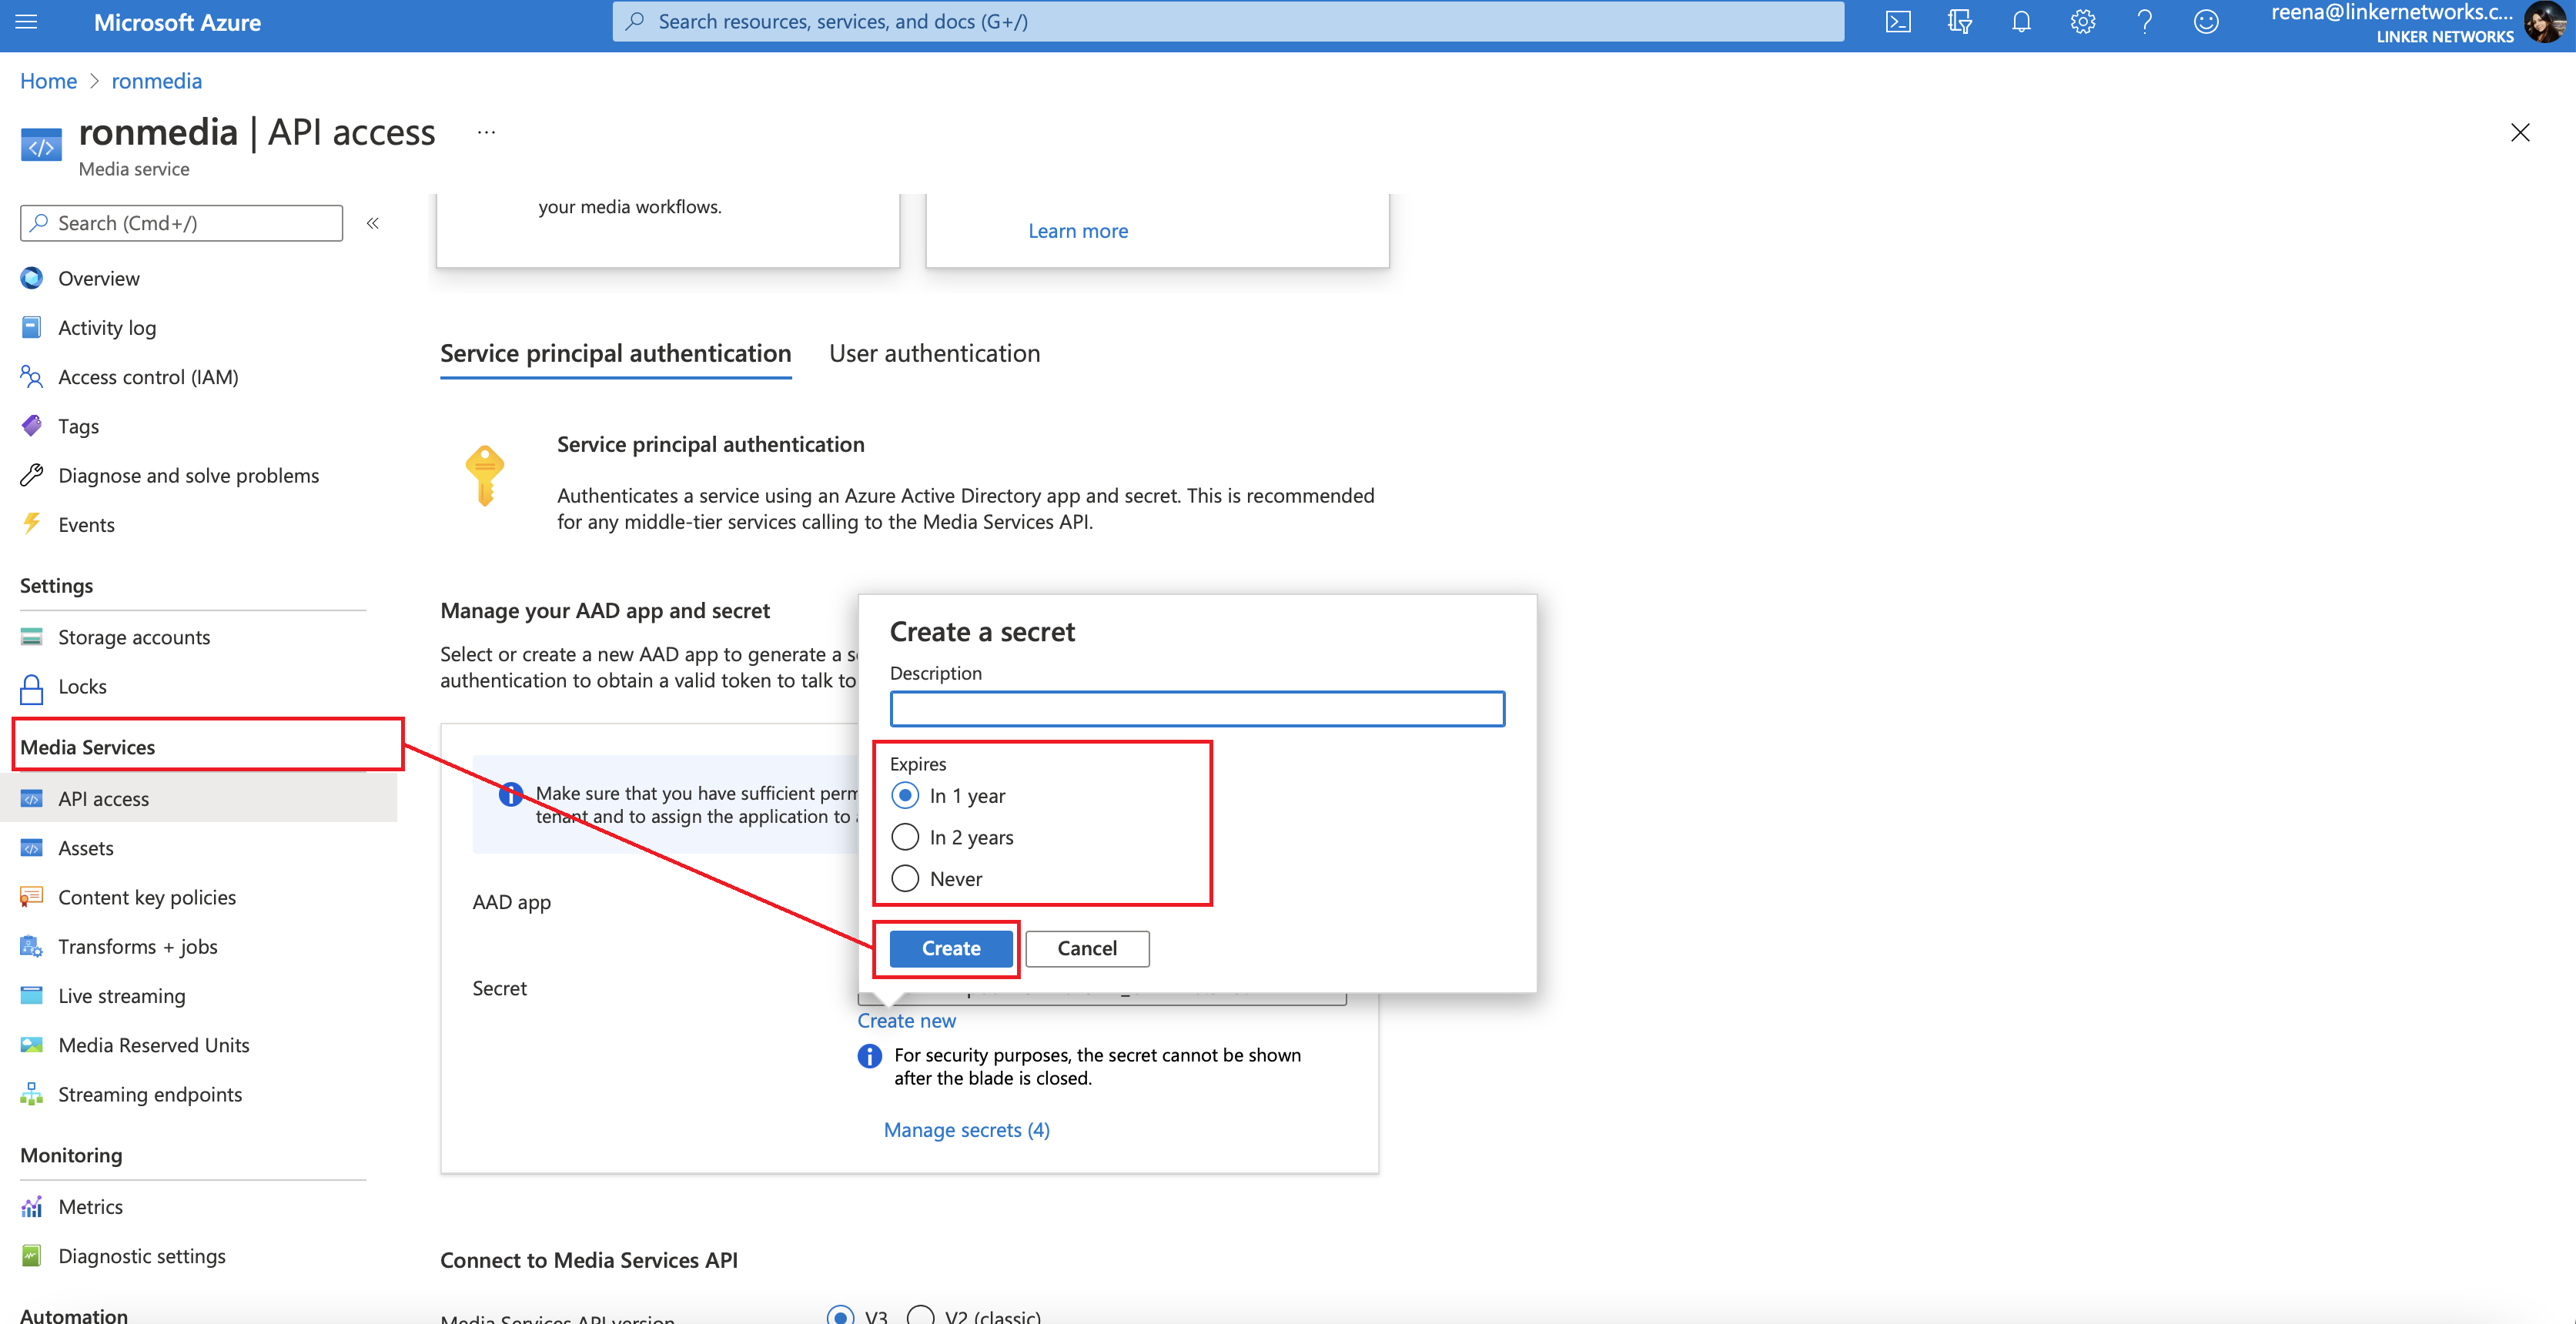 Microsoft Azure
Search resources, services, and docs (G+/)
reena@linkernetworks.c...
LINKER NETWORKS
Home > ronmedia
ronmedia | API access ...
Media service
Search (Cmd+/)
«
Overview
Activity log
Access control (IAM)
Tags
Diagnose and solve problems
Events
Settings
Storage accounts
Locks
Media Services
API access
Assets
Content key policies
Transforms + jobs
Live streaming
Media Reserved Units
Streaming endpoints
Monitoring
Metrics
Diagnostic settings
Automation
your media workflows.
Learn more
Service principal authentication
User authentication
Service principal authentication
Authenticates a service using an Azure Active Directory app and secret. This is recommended
for any middle-tier services calling to the Media Services API.
Manage your AAD app and secret
Select or create a new AAD app to generate a s
authentication to obtain a valid token to talk to
Make sure that you have sufficient perm
tenant and to assign the application to
AAD app
Secret
Create a secret
Description
Expires
In 1 year
In 2 years
Never
Create
Cancel
Create new
For security purposes, the secret cannot be shown
after the blade is closed.
Manage secrets (4)
Connect to Media Services API
Media Services API version
V3
V2 (classic)